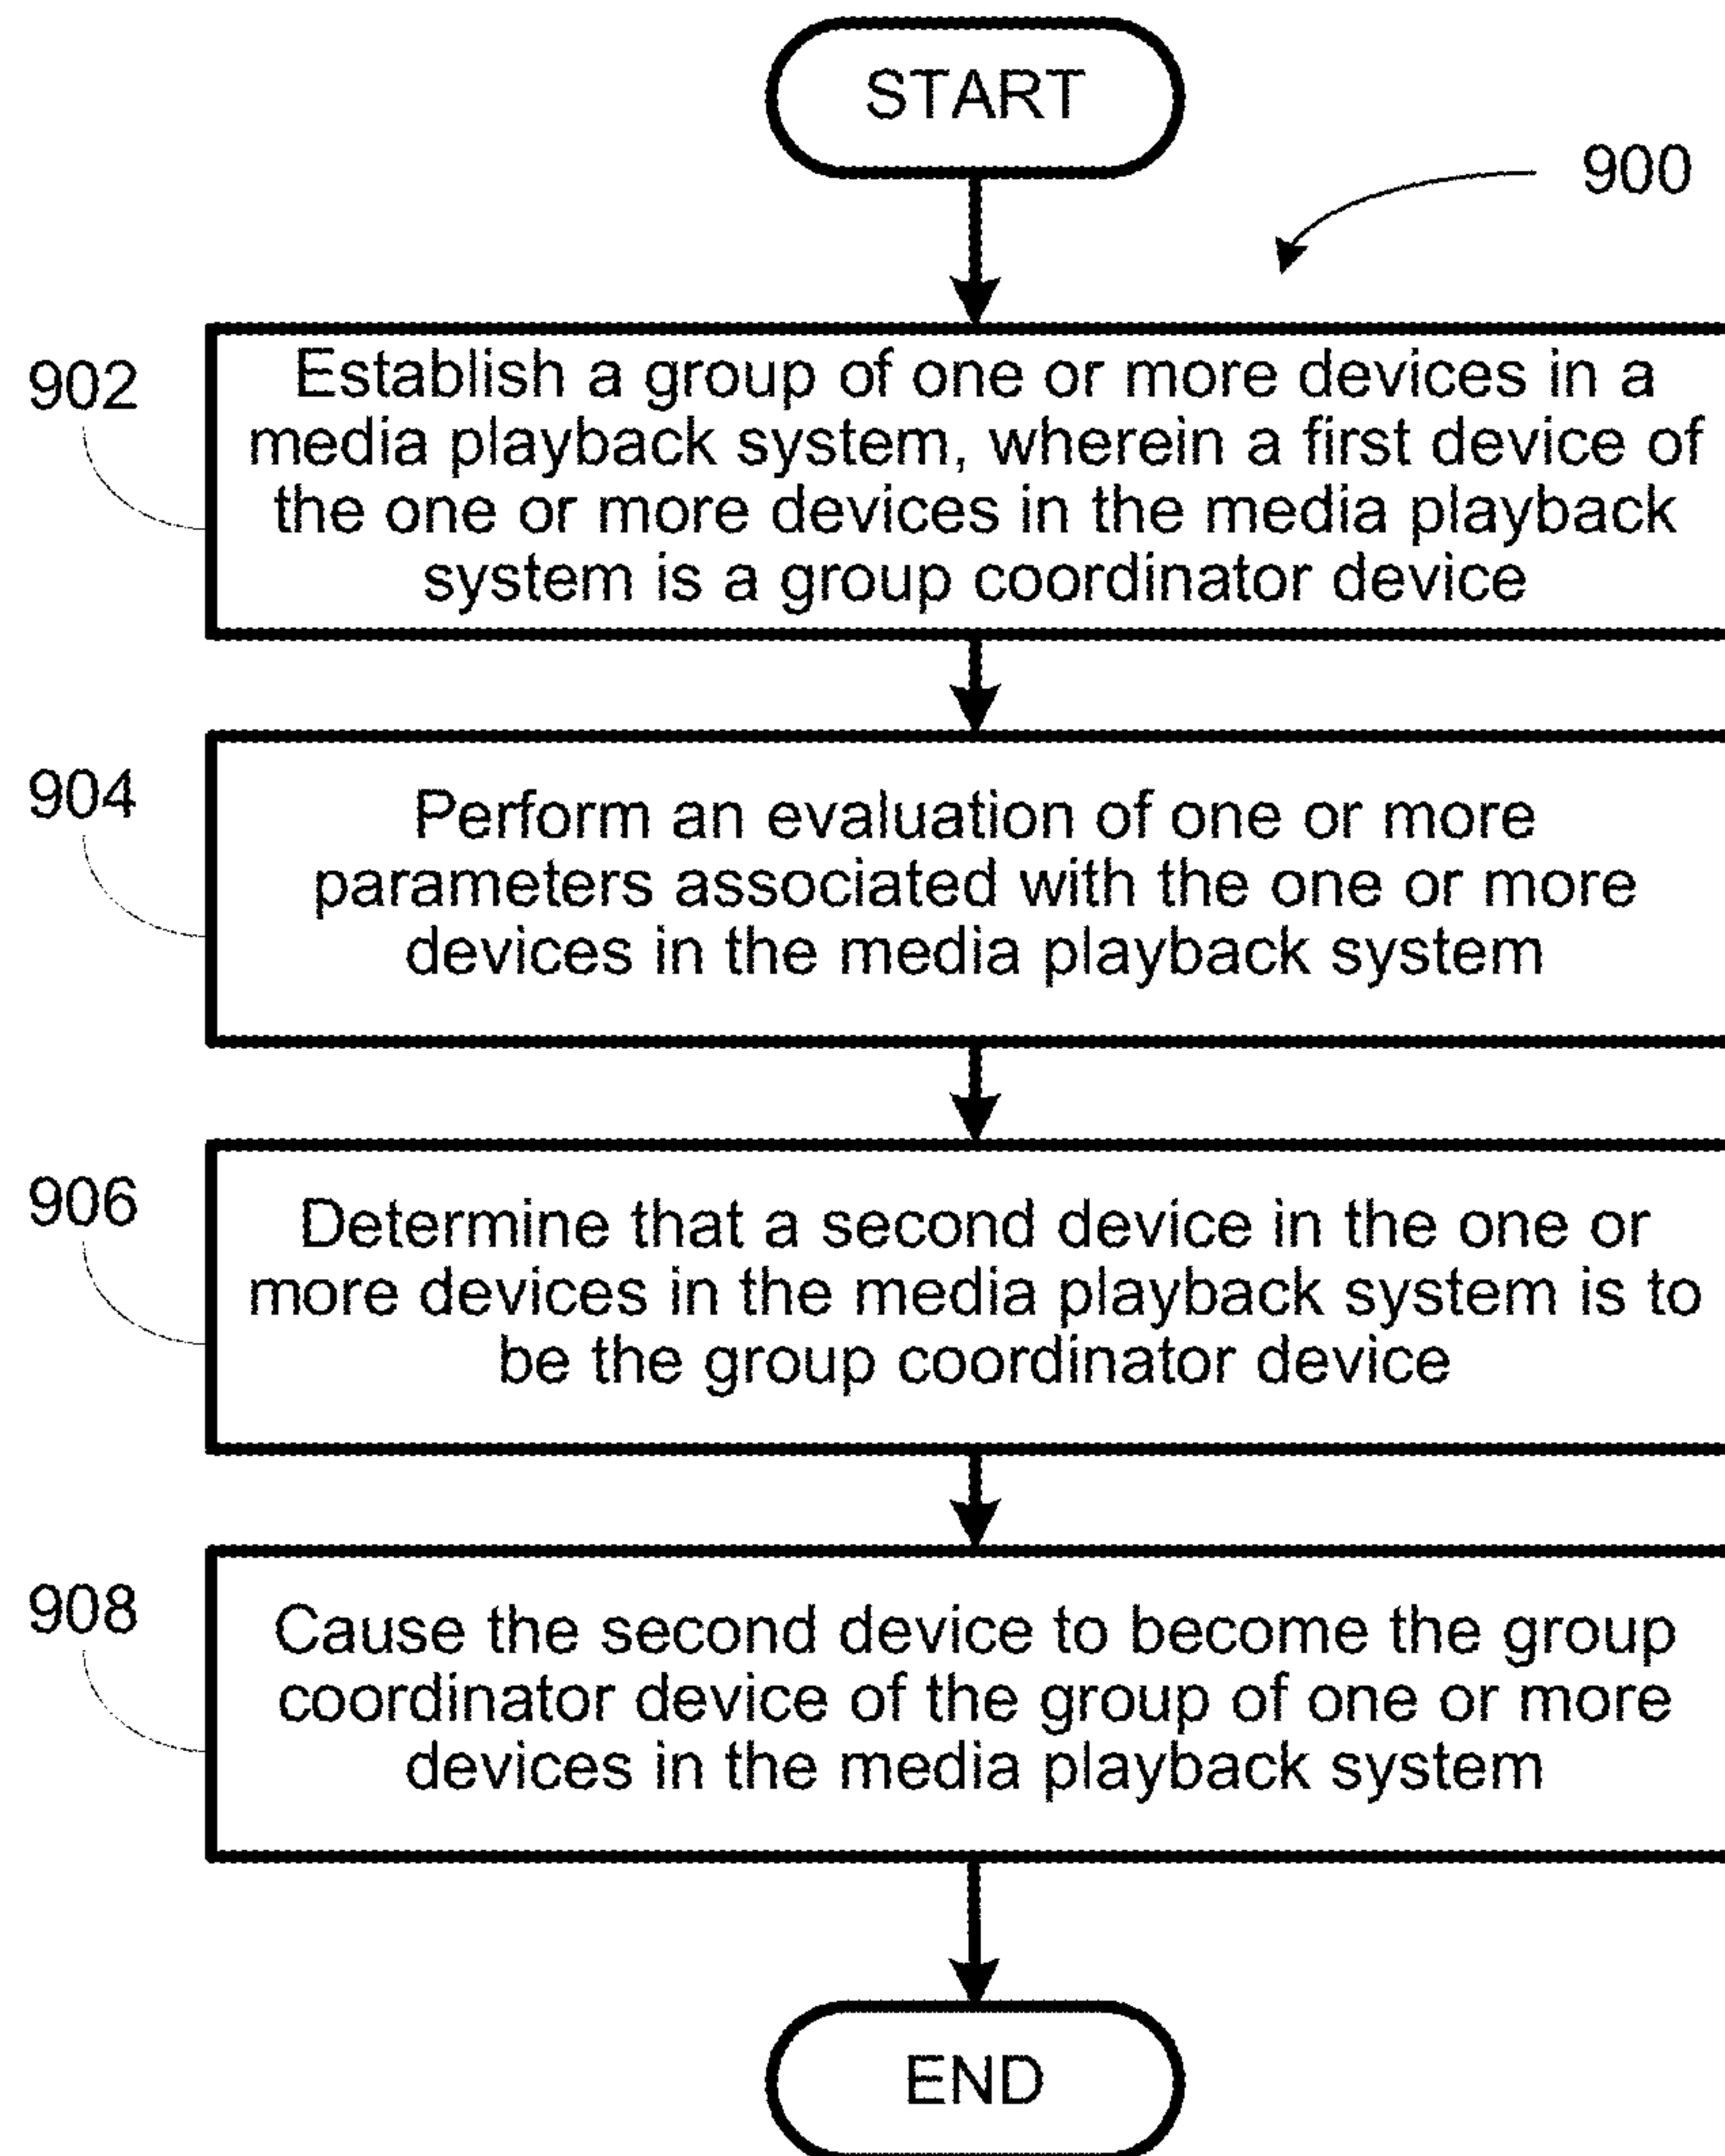 START
900
902
Establish a group of one or more devices in a
media playback system, wherein a first device of
the one or more devices in the media playback
system is a group coordinator device
904
Perform an evaluation of one or more
parameters associated with the one or more
devices in the media playback system
906
Determine that a second device in the one or
more devices in the media playback system is to
be the group coordinator device
908
Cause the second device to become the group
coordinator device of the group of one or more
devices in the media playback system
END